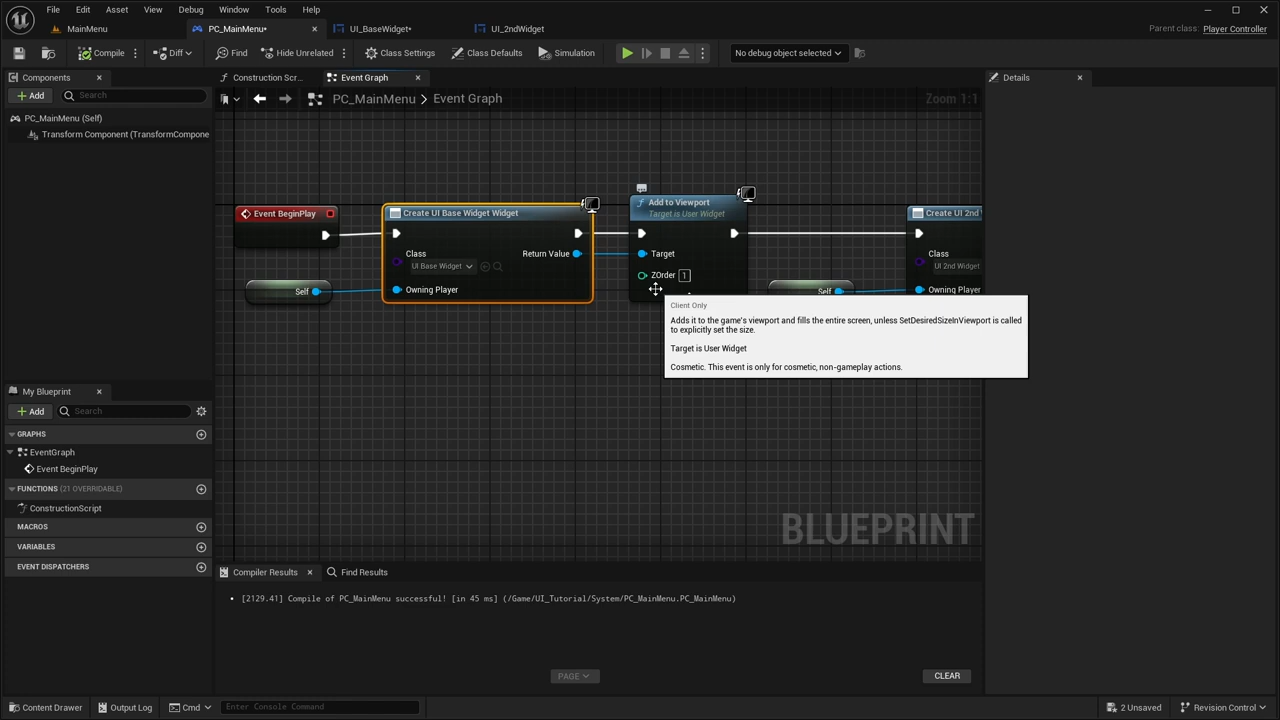 File Edit Asset View Debug Window Tools Help
MainMenu PC_MainMenu• UI_BaseWidget• UI_2ndWidget Parent class: Player Controller
Compile Diff Find Hide Unrelated Class Settings Class Defaults Simulation No debug object selected
Components Construction Scr... Event Graph Details
Add Search PC_MainMenu > Event Graph Zoom 1:1
PC_MainMenu (Self)
Transform Component (TransformCompone
Add to Viewport
Target is User Widget
Event BeginPlay Create UI Base Widget Widget Create UI 2nd
Class Return Value Target Class
UI Base Widget UI 2nd Widget
ZOrder 1
Self Owning Player Self Owning Player
Client Only
Adds it to the game's viewport and fills the entire screen, unless SetDesiredSizeInViewport is called
to explicitly set the size.
Target is User Widget
Cosmetic. This event is only for cosmetic, non-gameplay actions.
My Blueprint
Add Search
GRAPHS
EventGraph
Event BeginPlay
FUNCTIONS (21 OVERRIDABLE)
ConstructionScript
MACROS
VARIABLES
EVENT DISPATCHERS
BLUEPRINT
Compiler Results Find Results
[2129.41] Compile of PC_MainMenu successful! [in 45 ms] (/Game/UI_Tutorial/System/PC_MainMenu.PC_MainMenu)
PAGE CLEAR
Content Drawer Output Log Cmd Enter Console Command 2 Unsaved Revision Control